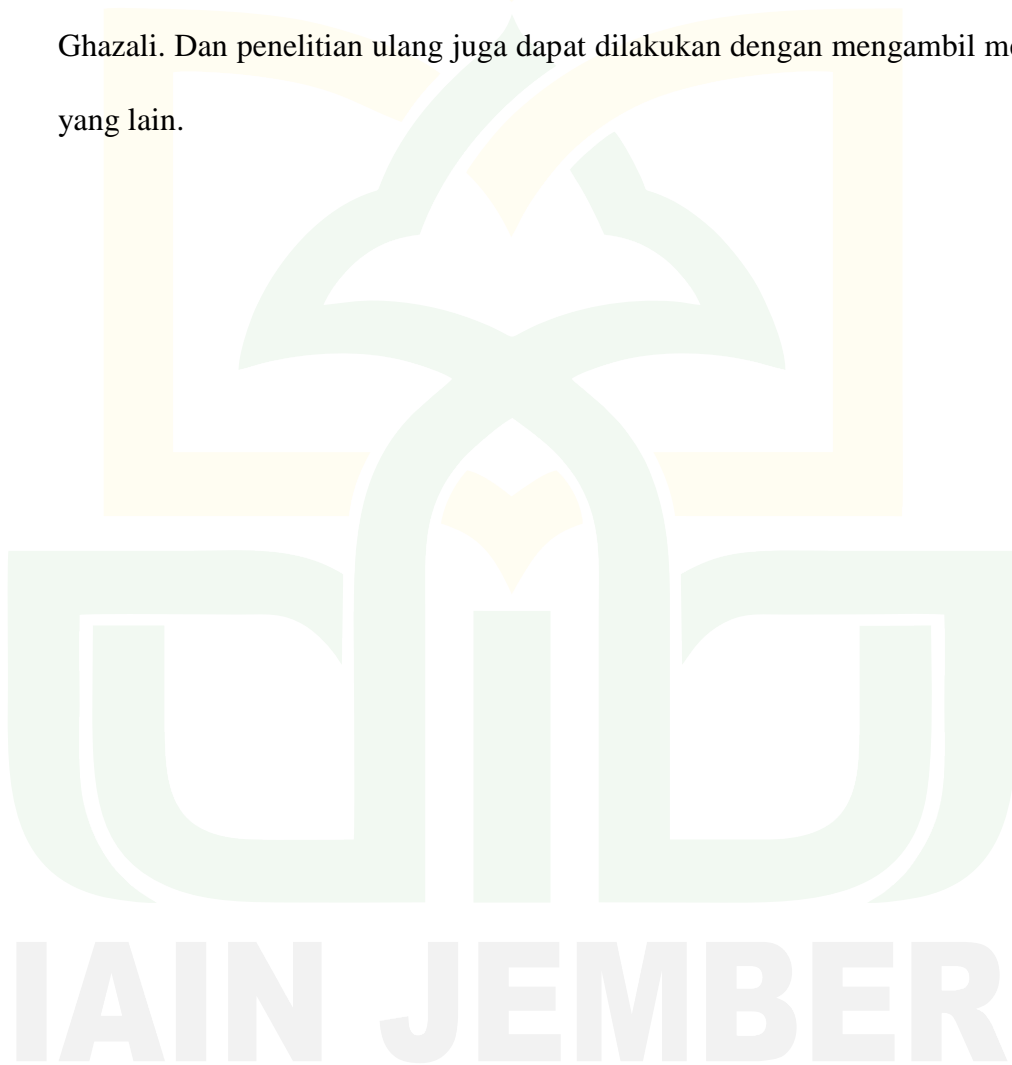 Ghazali. Dan penelitian ulang juga dapat dilakukan dengan mengambil
yang lain.
IAIN JEMBER